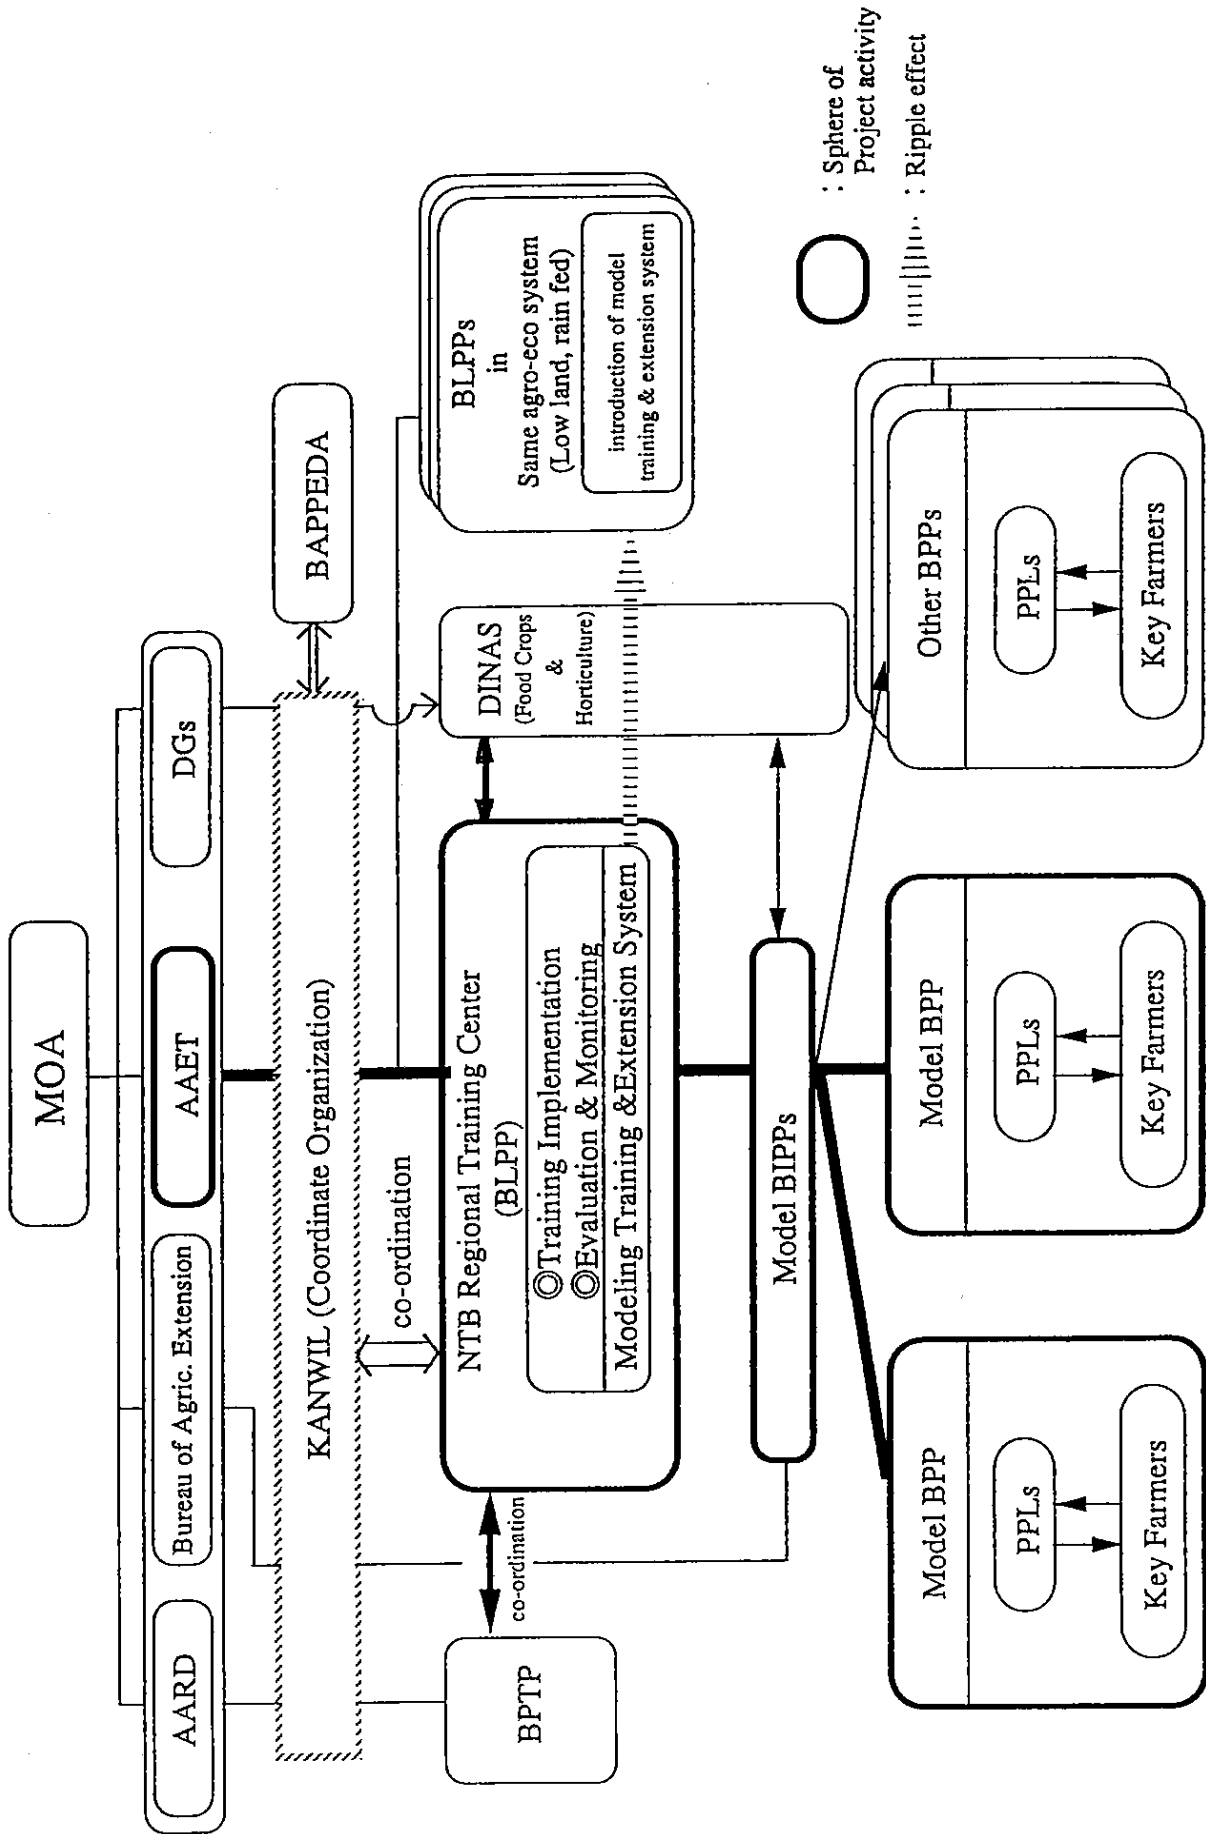 MOA
AARD
Bureau of Agric. Extension
AAET
DGs
KANWIL (Coordinate Organization)
BAPPEDA
co-ordination
BPTP
co-ordination
NTB Regional Training Center
(BLPP)
◎Training Implementation
◎Evaluation & Monitoring
Modeling Training &Extension System
DINAS
(Food Crops
&
Horticulture)
BLPPs
in
Same agro-eco system
(Low land, rain fed)
introduction of model
training & extension system
Model BIPPs
Model BPP
PPLs
Key Farmers
Model BPP
PPLs
Key Farmers
Other BPPs
PPLs
Key Farmers
: Sphere of
Project activity
: Ripple effect